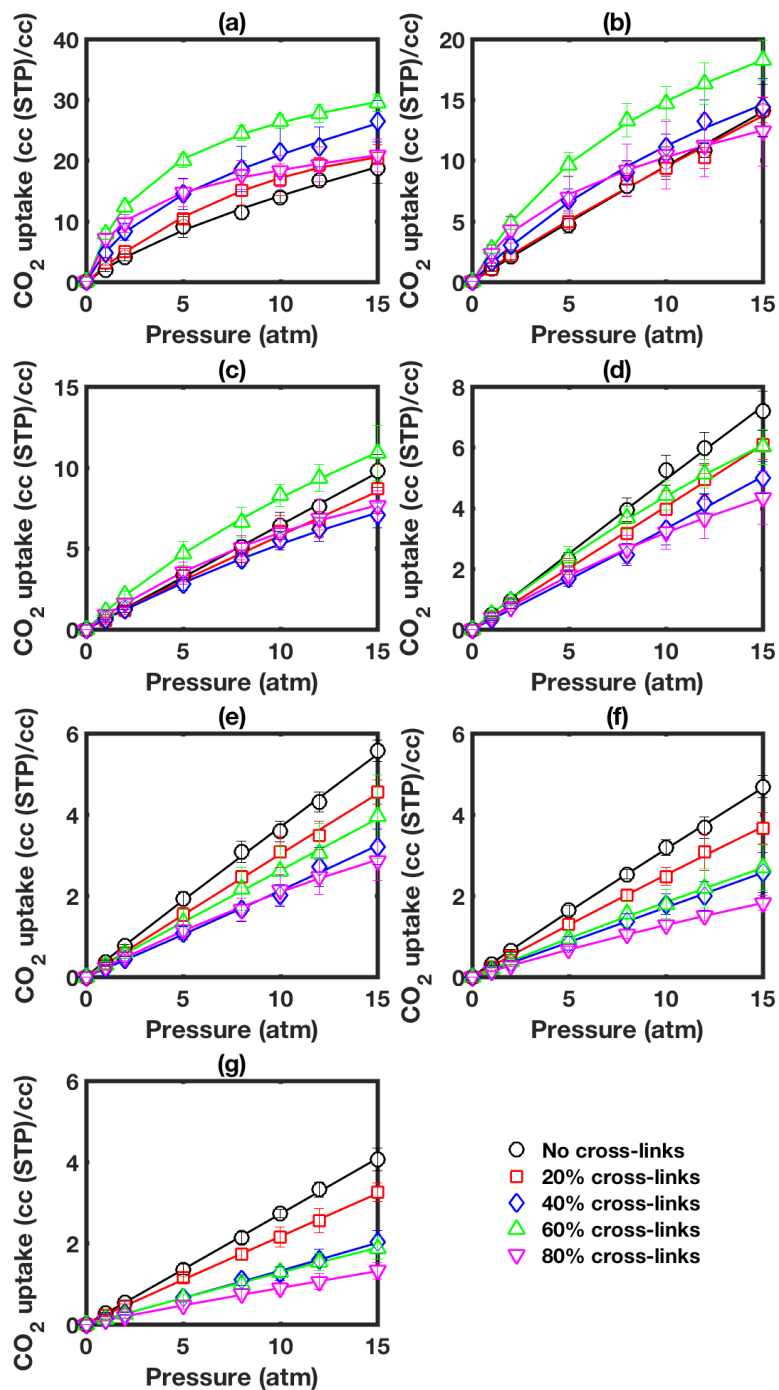 (a)
40
30
20
10
0
0 5 10 15
CO2 uptake (cc (STP)/cc)
Pressure (atm)
(b)
20
15
10
5
0
0 5 10 15
CO2 uptake (cc (STP)/cc)
Pressure (atm)
(c)
15
10
5
0
0 5 10 15
CO2 uptake (cc (STP)/cc)
Pressure (atm)
(d)
8
6
4
2
0
0 5 10 15
CO2 uptake (cc (STP)/cc)
Pressure (atm)
(e)
6
4
2
0
0 5 10 15
CO2 uptake (cc (STP)/cc)
Pressure (atm)
(f)
6
4
2
0
0 5 10 15
CO2 uptake (cc (STP)/cc)
Pressure (atm)
(g)
6
4
2
0
0 5 10 15
CO2 uptake (cc (STP)/cc)
Pressure (atm)
No cross-links
20% cross-links
40% cross-links
60% cross-links
80% cross-links